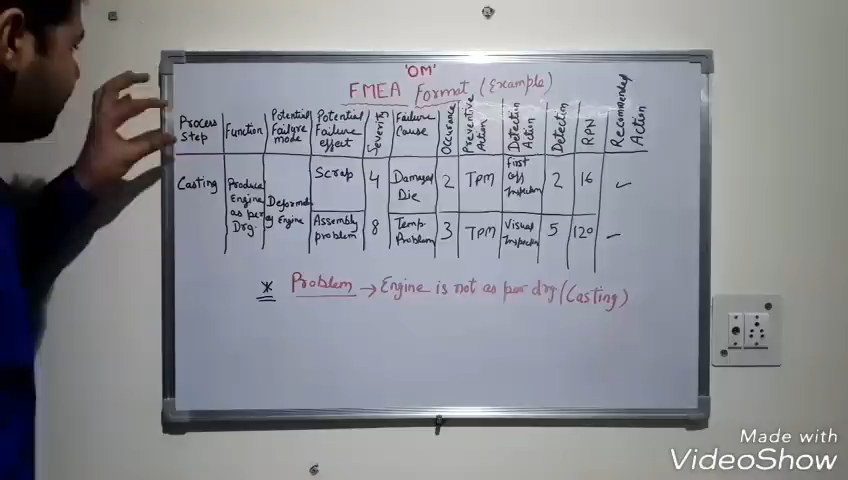 'OM'
FMEA Format (Example)
Process
Step
Function
Potential
Failure
mode
Potential
Failure
effect
Severity
Failure
Cause
Occurance
Preventive
Action
Detection
Action
Detection
RPN
Recommended
Action
Casting
Produce
Engine
as per
Drg.
Deformed
Engine
Scrap
4
Damaged
Die
2
TPM
First
off
Inspection
2
16
Assembly
problem
8
Temp
Problem
3
TPM
Visual
Inspection
5
120
* Problem → Engine is not as per drg (Casting)
Made with
VideoShow